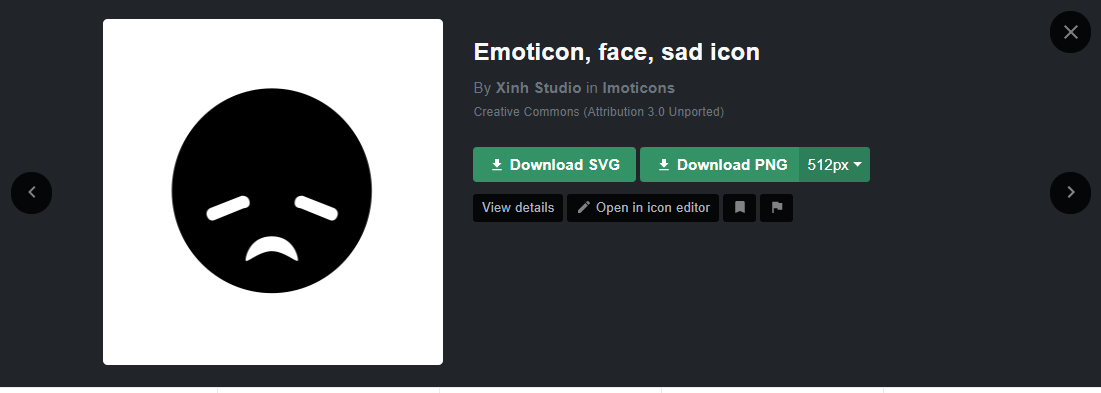 Emoticon, face, sad icon
By Xinh Studio in Imoticons
Creative Commons (Attribution 3.0 Unported)
Download SVG Download PNG 512px
View details Open in icon editor